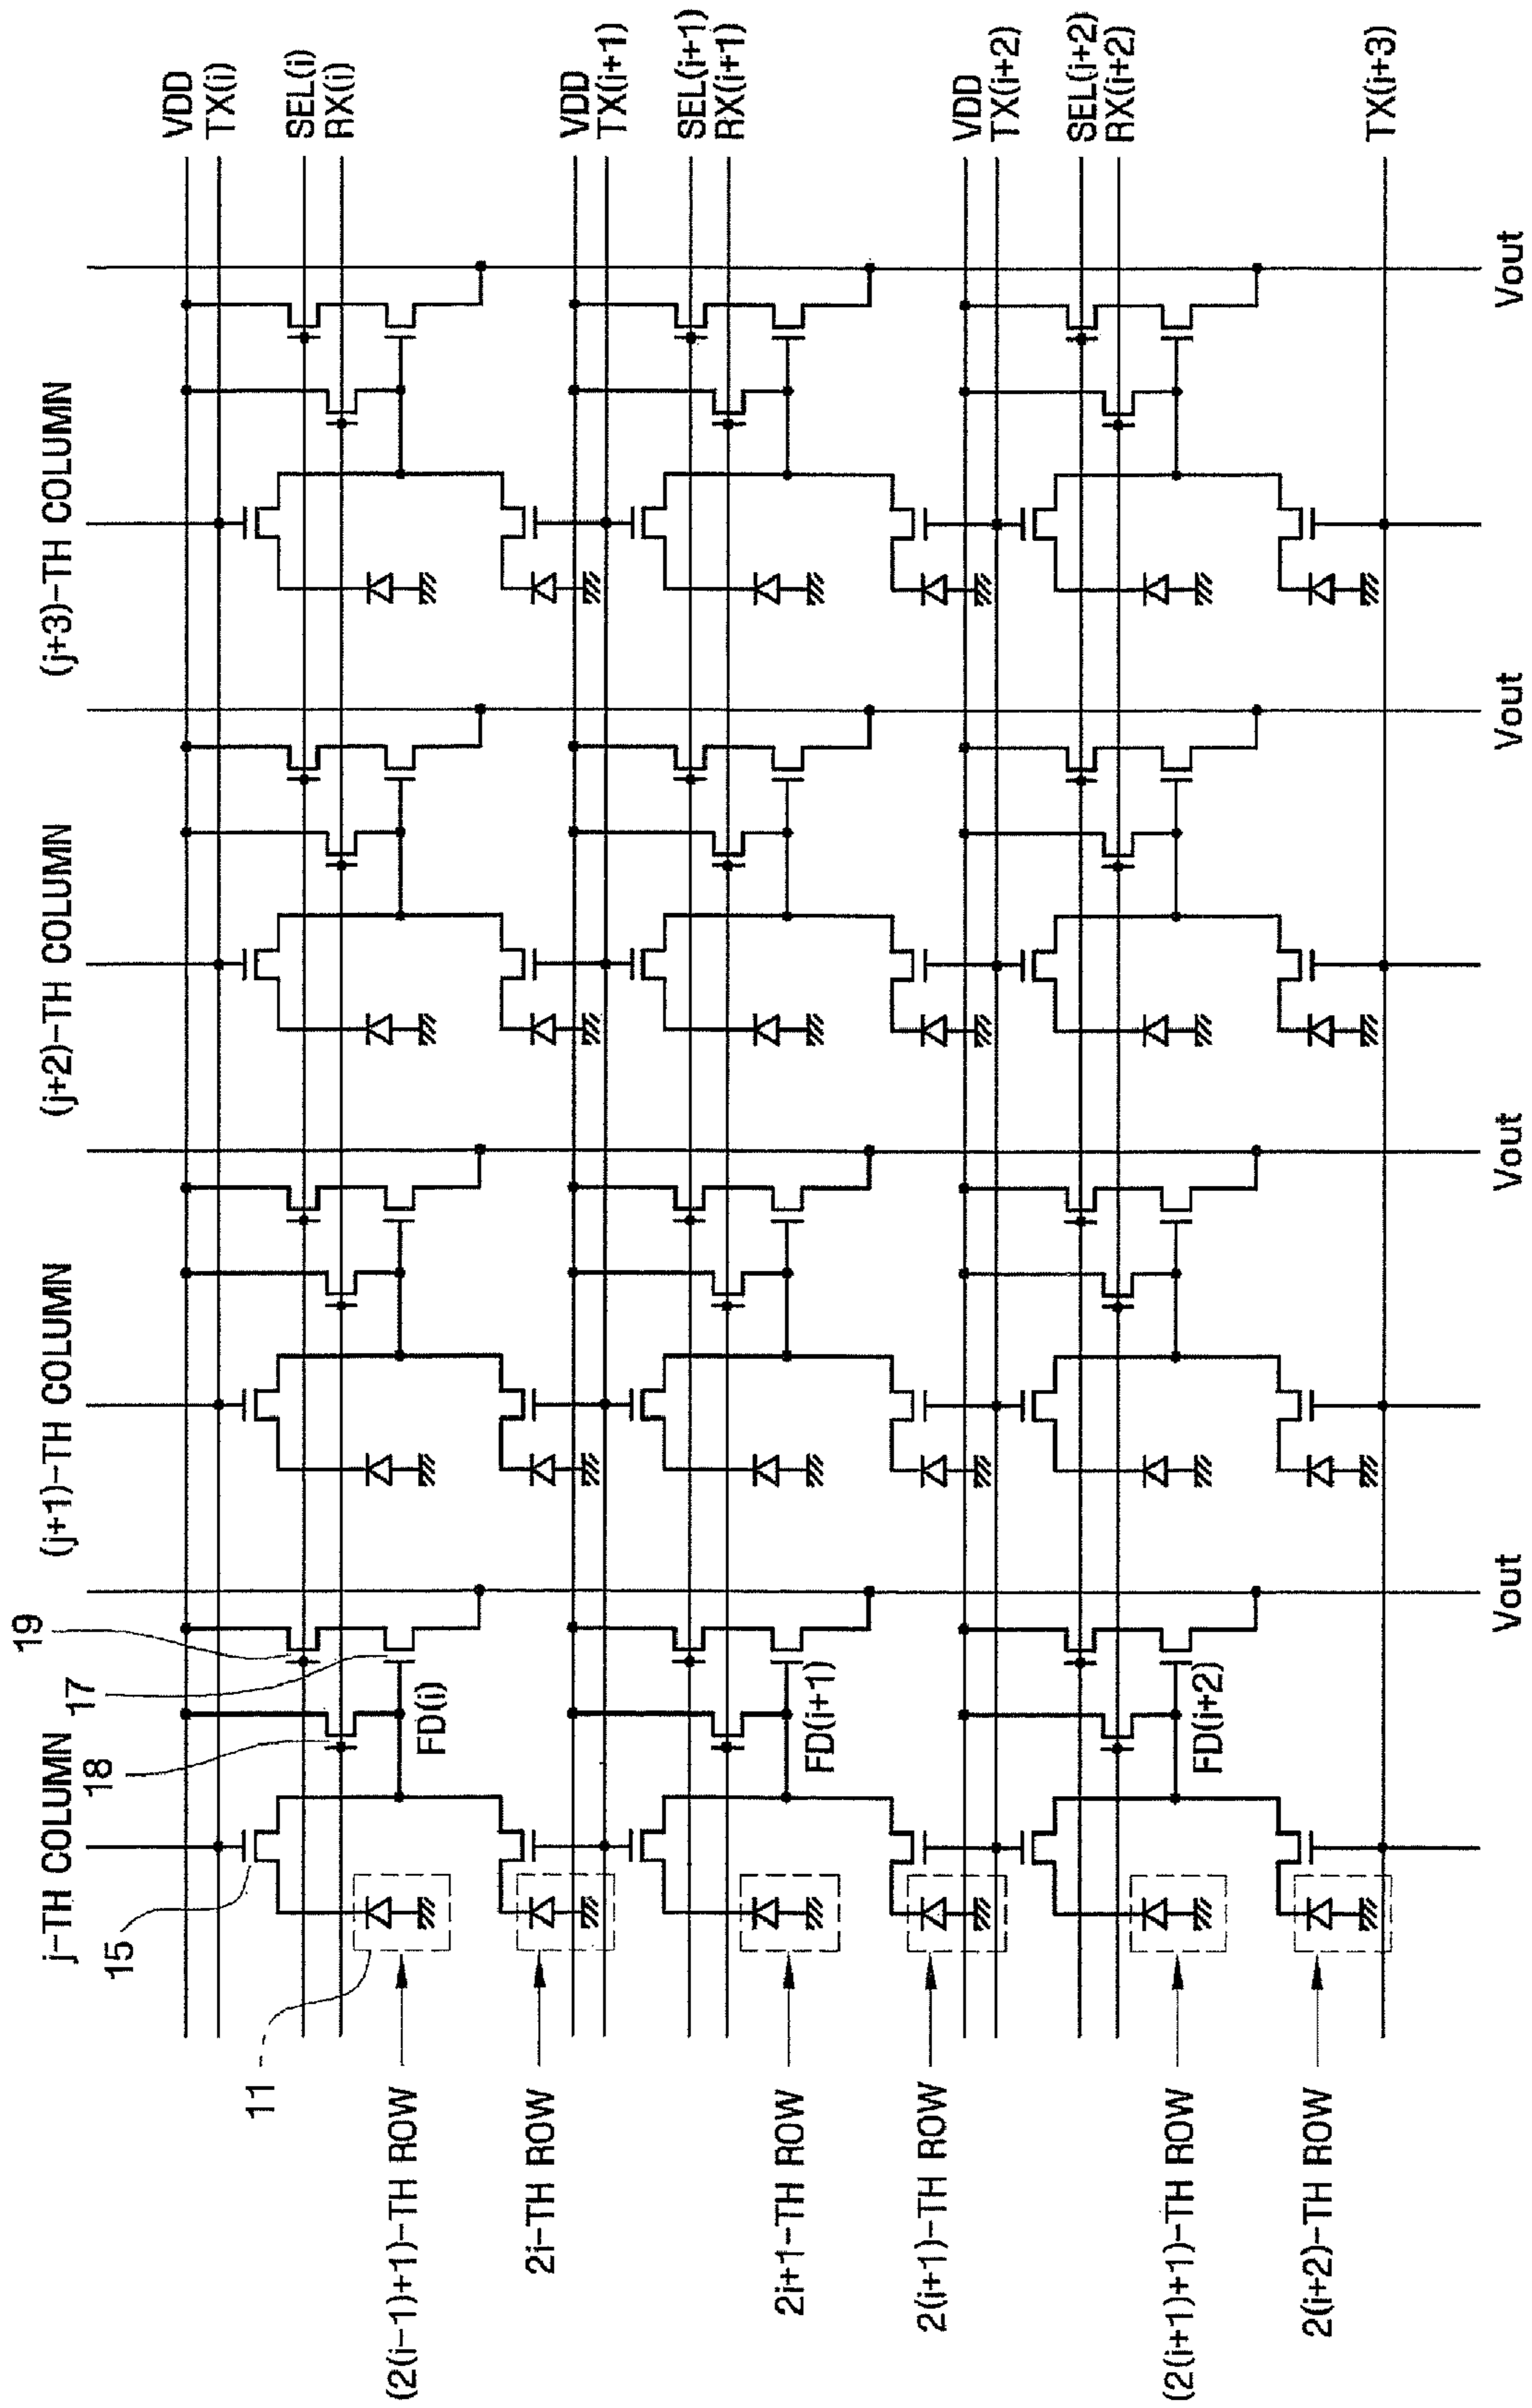 19
j-TH COLUMN
(j+1)-TH COLUMN
(j+2)-TH COLUMN
(j+3)-TH COLUMN
17
18
15
VDD
TX(i)
11
SEL(i)
RX(i)
(2(i-1)+1)-TH ROW
FD(i)
2i-TH ROW
VDD
TX(i+1)
SEL(i+1)
RX(i+1)
2i+1-TH ROW
FD(i+1)
2(i+1)-TH ROW
VDD
TX(i+2)
SEL(j+2)
RX(i+2)
(2(i+1)+1)-TH ROW
FD(i+2)
2(i+2)-TH ROW
TX(i+3)
Vout
Vout
Vout
Vout